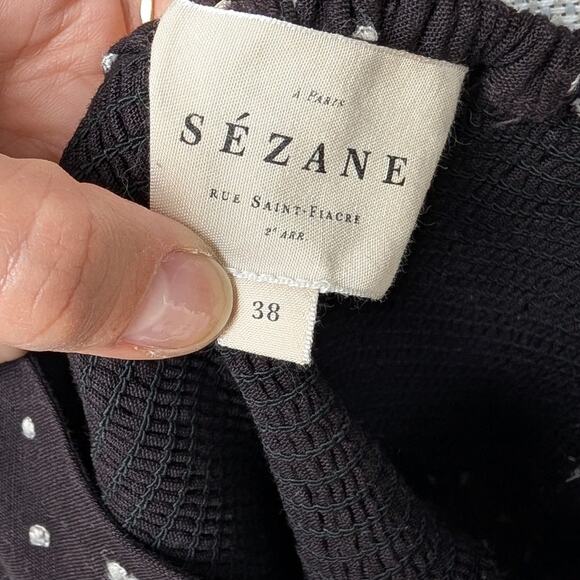 À PARIS
SÉZANE
RUE SAINT-FIACRE
2ᵉ ARR.
38